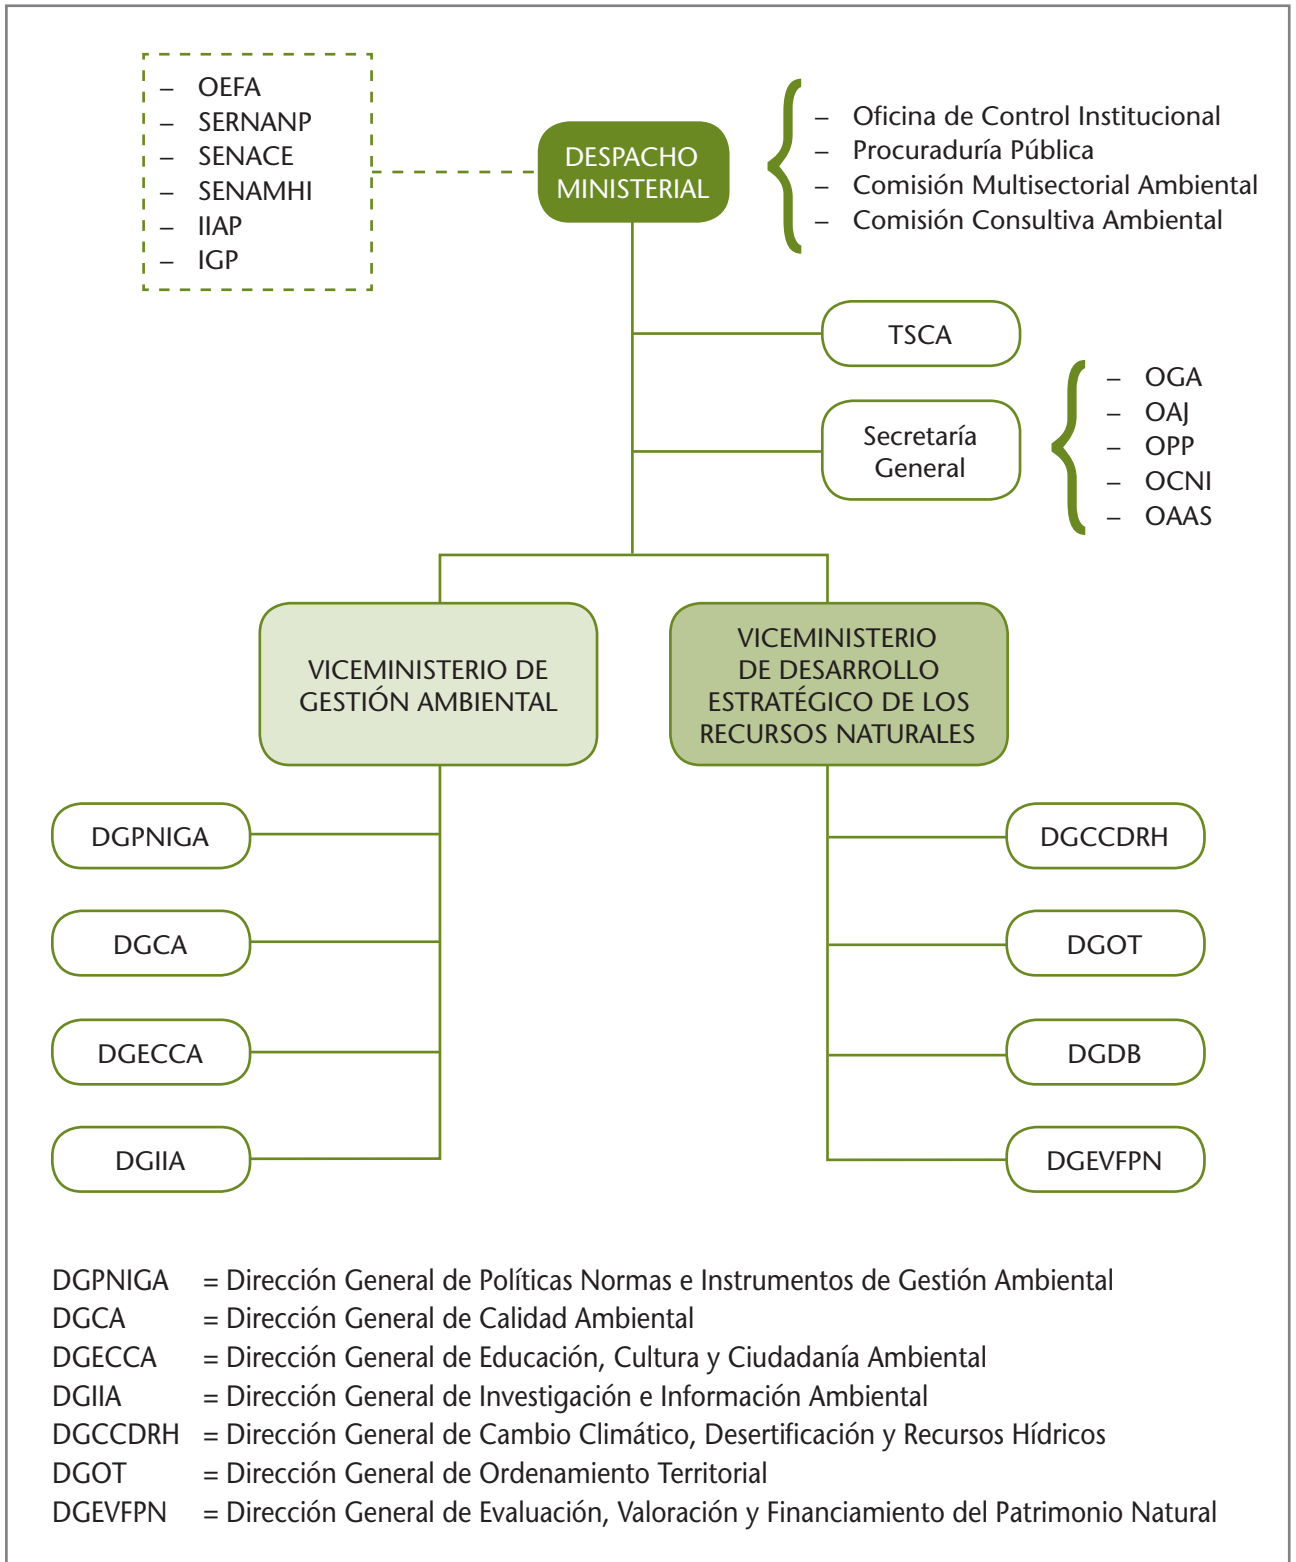 – OEFA
– SERNANP
– SENACE
– SENAMHI
– IIAP
– IGP
DESPACHO
MINISTERIAL
– Oficina de Control Institucional
– Procuraduría Pública
– Comisión Multisectorial Ambiental
– Comisión Consultiva Ambiental
TSCA
Secretaría
General
– OGA
– OAJ
– OPP
– OCNI
– OAAS
VICEMINISTERIO DE
GESTIÓN AMBIENTAL
VICEMINISTERIO
DE DESARROLLO
ESTRATÉGICO DE LOS
RECURSOS NATURALES
DGPNIGA
DGCA
DGECCA
DGIIA
DGCCDRH
DGOT
DGDB
DGEVFPN
DGPNIGA = Dirección General de Políticas Normas e Instrumentos de Gestión Ambiental
DGCA = Dirección General de Calidad Ambiental
DGECCA = Dirección General de Educación, Cultura y Ciudadanía Ambiental
DGIIA = Dirección General de Investigación e Información Ambiental
DGCCDRH = Dirección General de Cambio Climático, Desertificación y Recursos Hídricos
DGOT = Dirección General de Ordenamiento Territorial
DGEVFPN = Dirección General de Evaluación, Valoración y Financiamiento del Patrimonio Natural